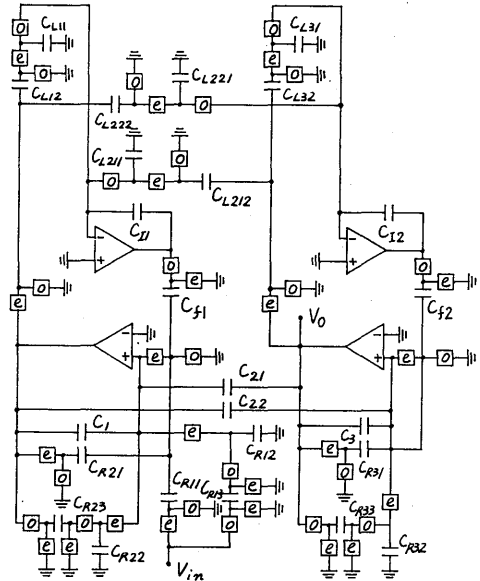 o
C_L11
e
o
C_L12
o
C_L221
e
o
C_L222
C_L211
o
o
e
C_L212
o
C_L31
e
o
C_L32
C_I1
−
+
o
e
C_f1
o
e
C_I2
−
+
o
e
C_f2
o
e
V_o
−
+
e
o
−
+
e
o
C_21
C_22
C_1
e
C_R12
C_3
e
C_R21
e
C_R31
o
C_R11
C_R13
o
e
o
e
o
e
o
C_R23
o
e
e
e
C_R22
V_in
o
C_R33
o
e
e
e
C_R32